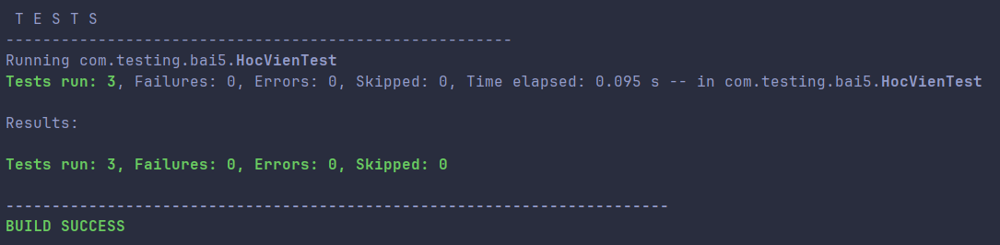 T E S T S
-------------------------------------------------------
Running com.testing.bai5.HocVienTest
Tests run: 3, Failures: 0, Errors: 0, Skipped: 0, Time elapsed: 0.095 s -- in com.testing.bai5.HocVienTest
Results:
Tests run: 3, Failures: 0, Errors: 0, Skipped: 0
------------------------------------------------------------------------
BUILD SUCCESS